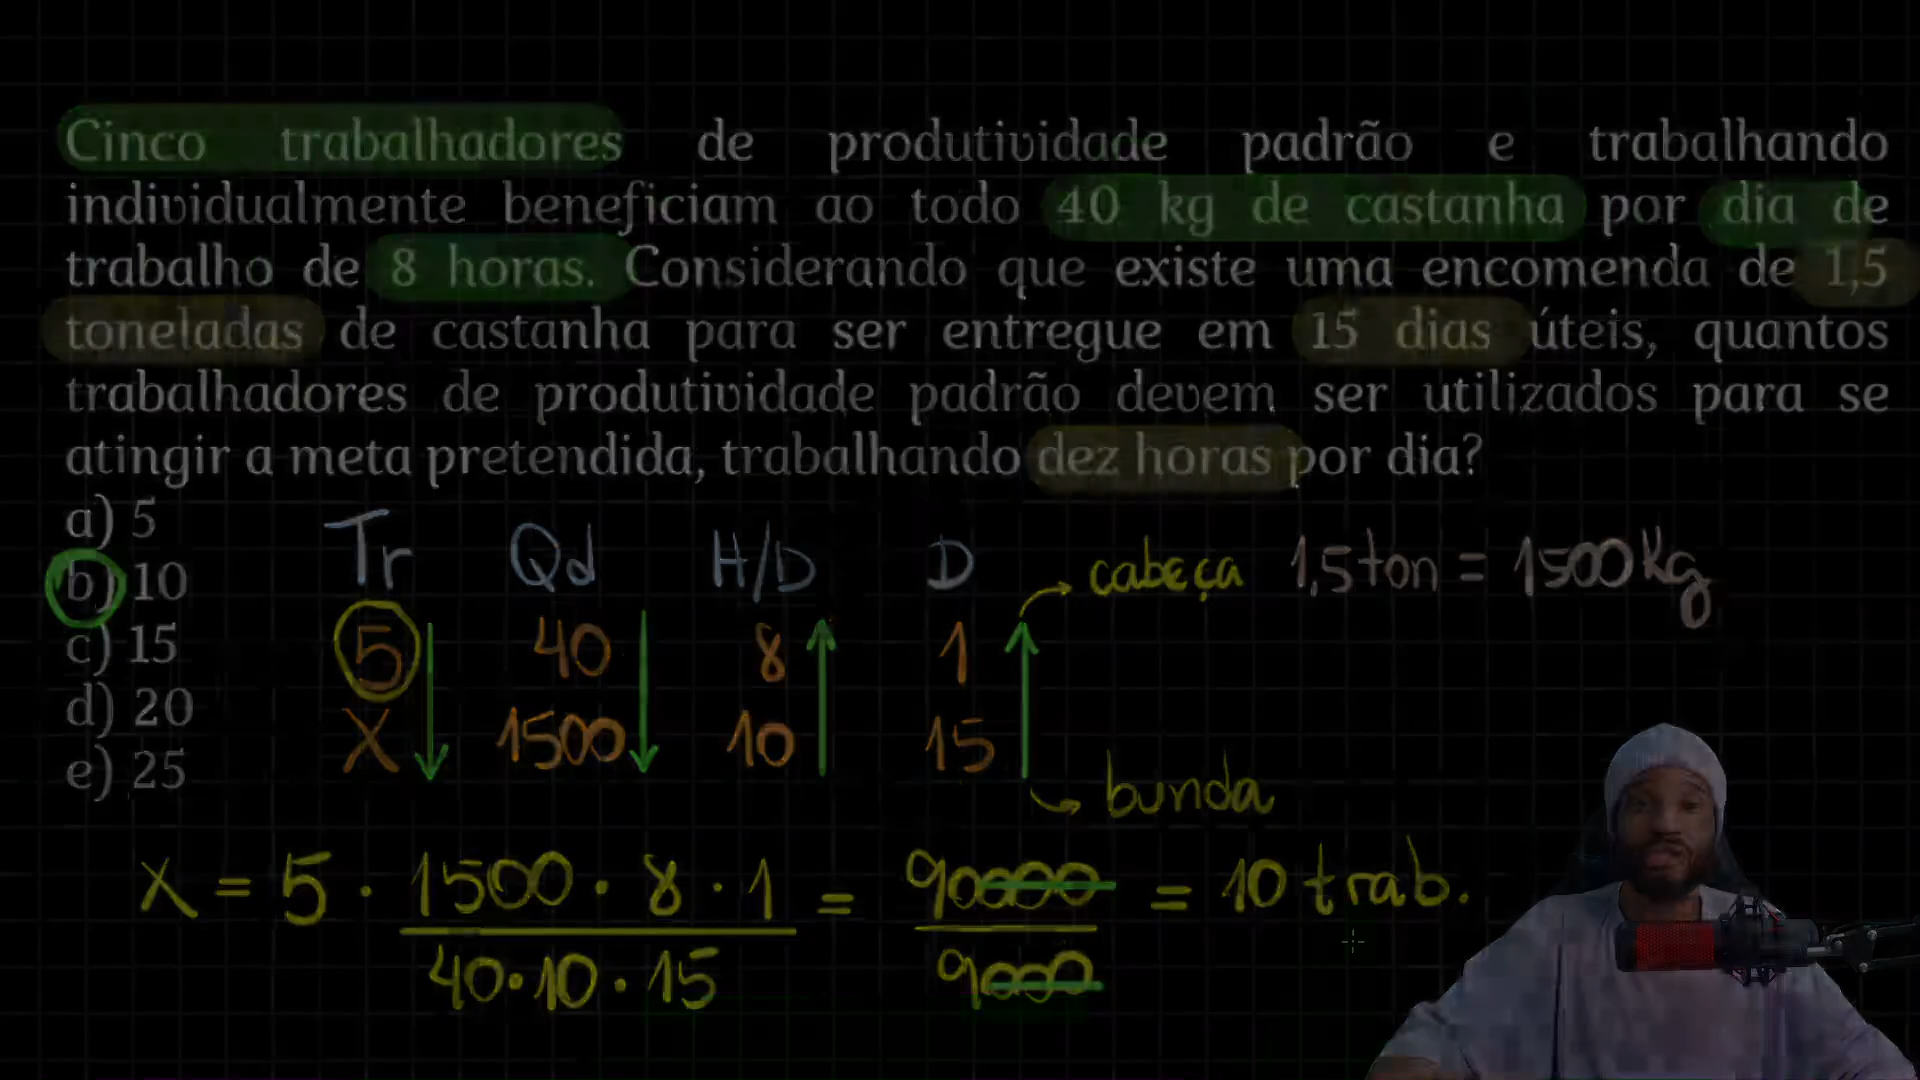 Cinco trabalhadores de produtividade padrão e trabalhando
individualmente beneficiam ao todo 40 kg de castanha por dia de
trabalho de 8 horas. Considerando que existe uma encomenda de 1,5
toneladas de castanha para ser entregue em 15 dias úteis, quantos
trabalhadores de produtividade padrão devem ser utilizados para se
atingir a meta pretendida, trabalhando dez horas por dia?
a) 5
b) 10
c) 15
d) 20
e) 25
Tr Qd H/D D cabeça 1,5 ton = 1500 Kg
5 40 8 1
X 1500 10 15
bunda
X = 5 · 1500 · 8 · 1 = 90000 = 10 trab.
40 · 10 · 15 9000